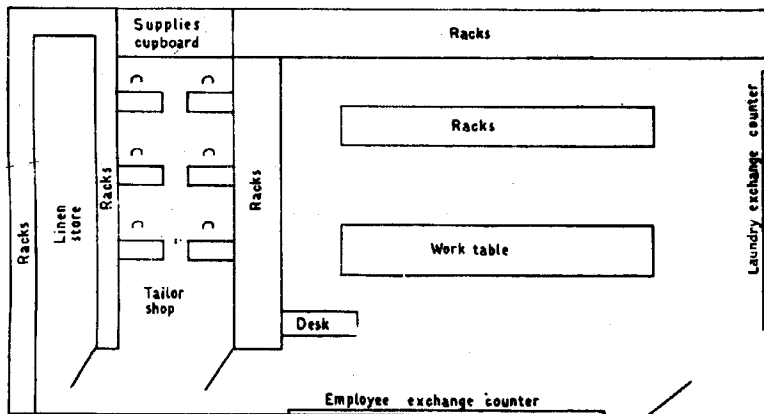 Supplies
cupboard
Racks
Racks
Laundry exchange counter
Racks
Racks
Racks
Linen
store
Work table
Tailor
shop
Desk
Employee exchange counter